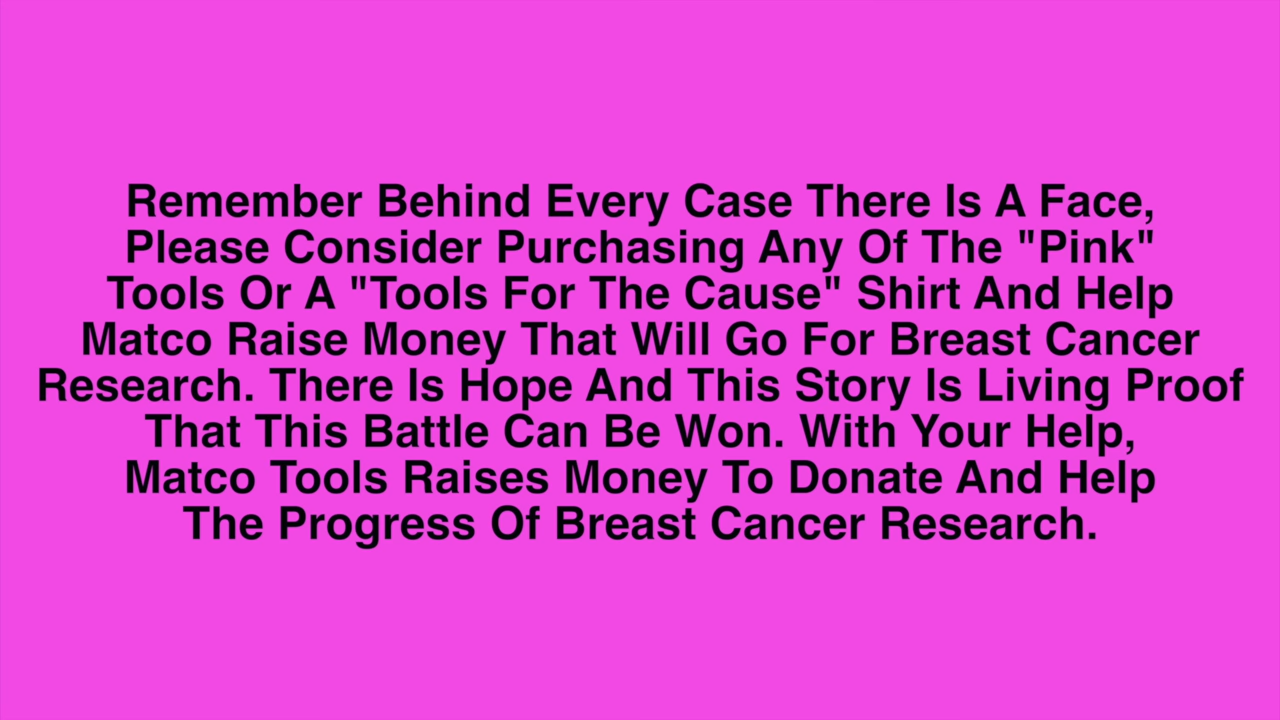 Remember Behind Every Case There Is A Face,
Please Consider Purchasing Any Of The "Pink"
Tools Or A "Tools For The Cause" Shirt And Help
Matco Raise Money That Will Go For Breast Cancer
Research. There Is Hope And This Story Is Living Proof
That This Battle Can Be Won. With Your Help,
Matco Tools Raises Money To Donate And Help
The Progress Of Breast Cancer Research.